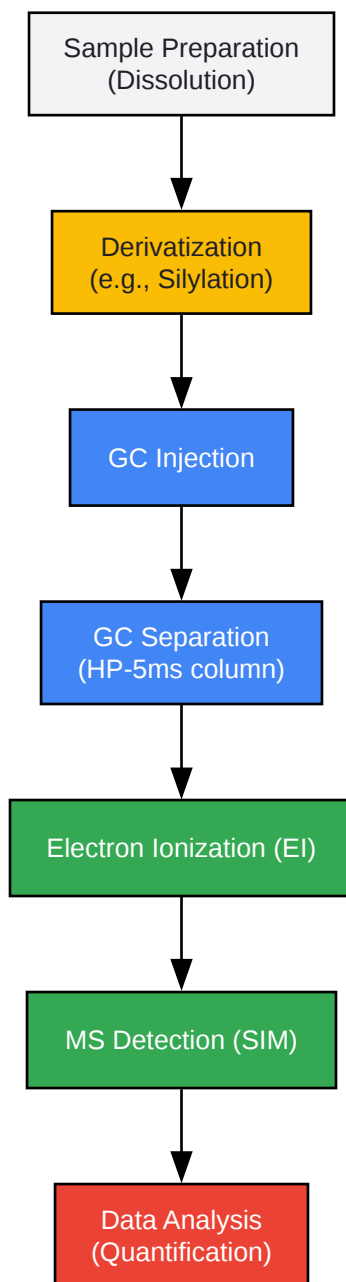 Sample Preparation
(Dissolution)
Derivatization
(e.g., Silylation)
GC Injection
GC Separation
(HP-5ms column)
Electron Ionization (EI)
MS Detection (SIM)
Data Analysis
(Quantification)